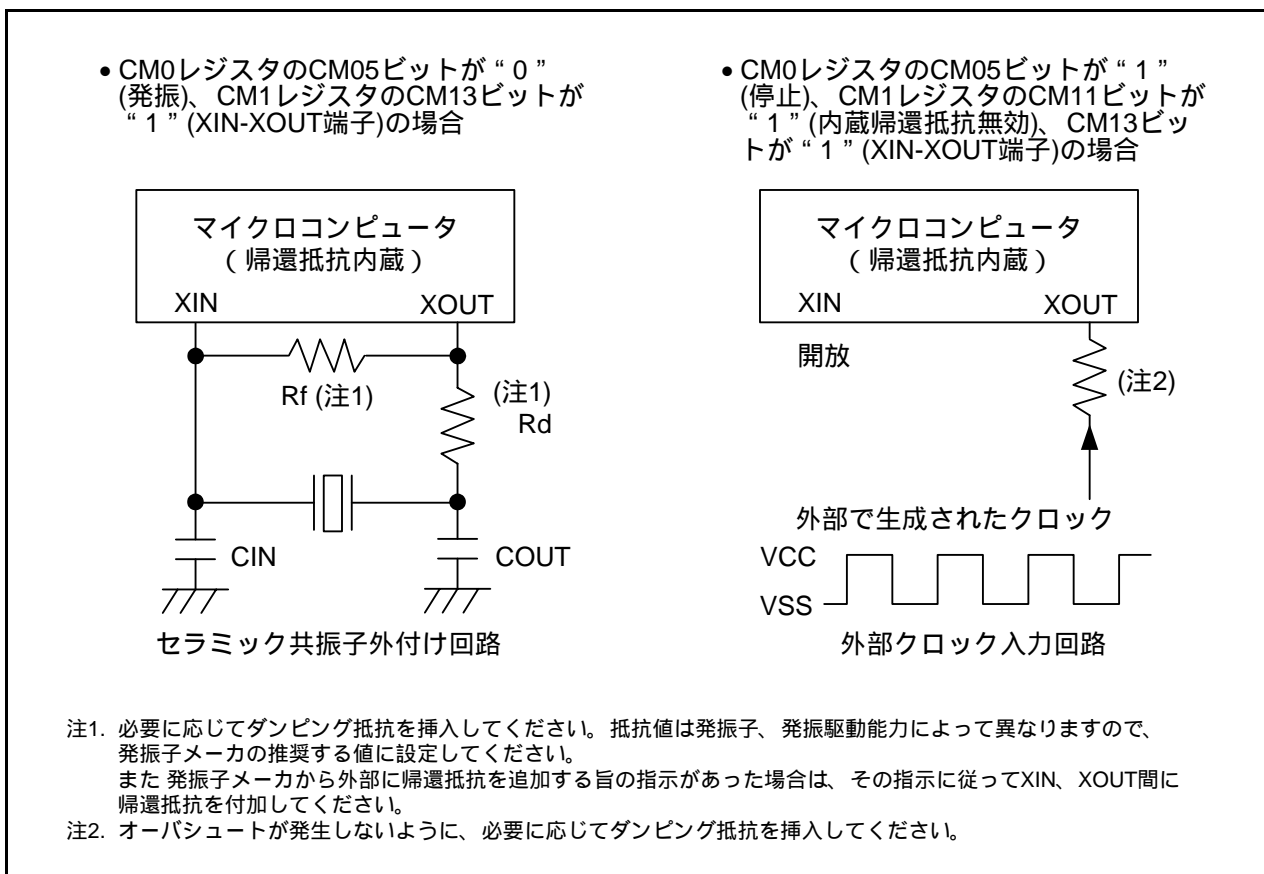 • CM0レジスタのCM05ビットが“0”
(発振)、CM1レジスタのCM13ビットが
“1”(XIN-XOUT端子)の場合
マイクロコンピュータ
(帰還抵抗内蔵)
XIN XOUT
Rf (注1)
(注1)
Rd
CIN COUT
セラミック共振子外付け回路
• CM0レジスタのCM05ビットが“1”
(停止)、CM1レジスタのCM11ビットが
“1”(内蔵帰還抵抗無効)、CM13ビッ
トが“1”(XIN-XOUT端子)の場合
マイクロコンピュータ
(帰還抵抗内蔵)
XIN XOUT
開放
(注2)
外部で生成されたクロック
VCC
VSS
外部クロック入力回路
注1. 必要に応じてダンピング抵抗を挿入してください。抵抗値は発振子、発振駆動能力によって異なりますので、
発振子メーカの推奨する値に設定してください。
また 発振子メーカから外部に帰還抵抗を追加する旨の指示があった場合は、その指示に従ってXIN、XOUT間に
帰還抵抗を付加してください。
注2. オーバシュートが発生しないように、必要に応じてダンピング抵抗を挿入してください。